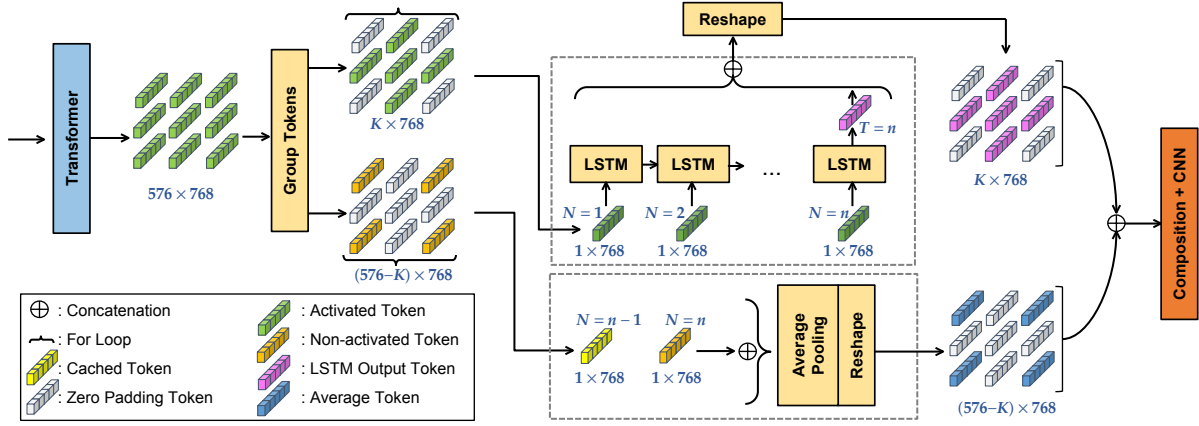 Transformer
576 × 768
Group Tokens
K × 768
(576−K) × 768
Reshape
T = n
LSTM
LSTM
...
LSTM
N = 1
N = 2
N = n
1 × 768
1 × 768
1 × 768
N = n − 1
N = n
1 × 768
1 × 768
Average
Pooling
Reshape
K × 768
(576−K) × 768
Composition + CNN
: Concatenation
: For Loop
: Cached Token
: Zero Padding Token
: Activated Token
: Non-activated Token
: LSTM Output Token
: Average Token